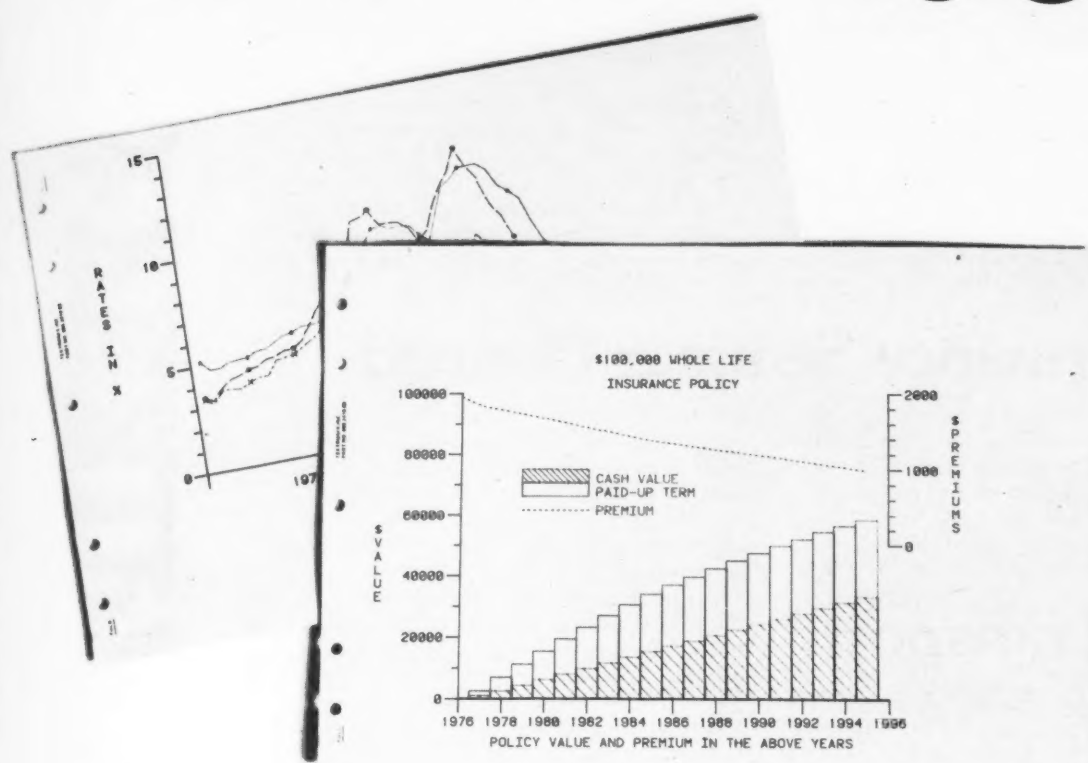 15
10
5
0
RATES IN %
197
$100,000 WHOLE LIFE
INSURANCE POLICY
100000
80000
60000
40000
20000
0
$VALUE
CASH VALUE
PAID-UP TERM
PREMIUM
2000
1000
0
$PREMIUMS
1976 1978 1980 1982 1984 1986 1988 1990 1992 1994 1996
POLICY VALUE AND PREMIUM IN THE ABOVE YEARS